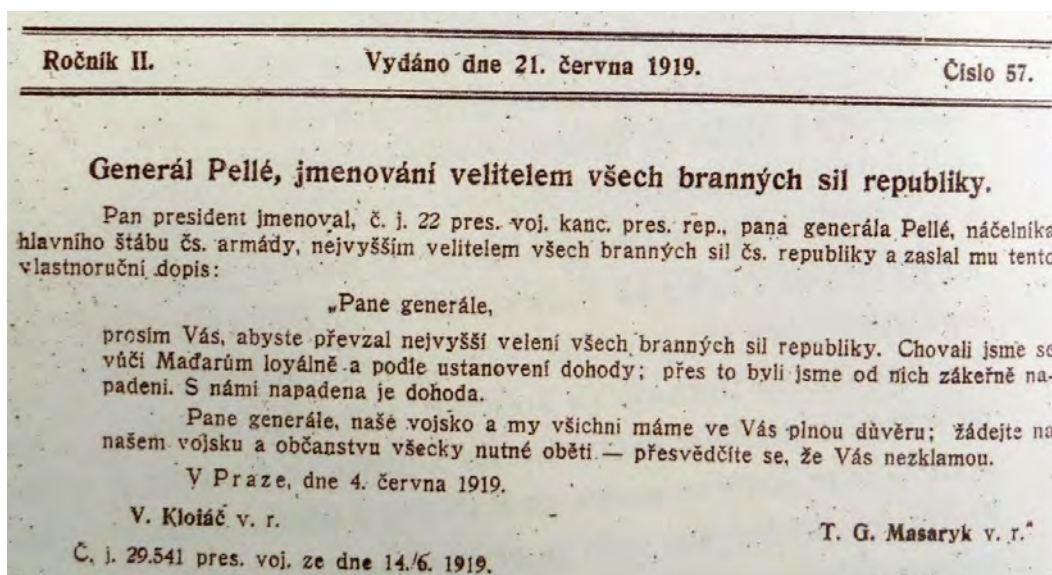 Ročník II. Vydáno dne 21. června 1919. Číslo 57.
Generál Pellé, jmenování velitelem všech branných sil republiky.
Pan president jmenoval, č. j. 22 pres. voj. kanc. pres. rep., pana generála Pellé, náčelníka
hlavního štábu čs. armády, nejvyšším velitelem všech branných sil čs. republiky a zaslal mu tento
vlastnoruční dopis:
„Pane generále,
prosím Vás, abyste převzal nejvyšší velení všech branných sil republiky. Chovali jsme se
vůči Maďarům loyálně a podle ustanovení dohody; přes to byli jsme od nich zákeřně na-
padeni. S námi napadena je dohoda.
Pane generále, naše vojsko a my všichni máme ve Vás plnou důvěru; žádejte na
našem vojsku a občanstvu všecky nutné oběti — přesvědčíte se, že Vás nezklamou.
V Praze, dne 4. června 1919.
V. Kloiáč v. r.
T. G. Masaryk v. r."
Č. j. 29.541 pres. voj. ze dne 14./6. 1919.